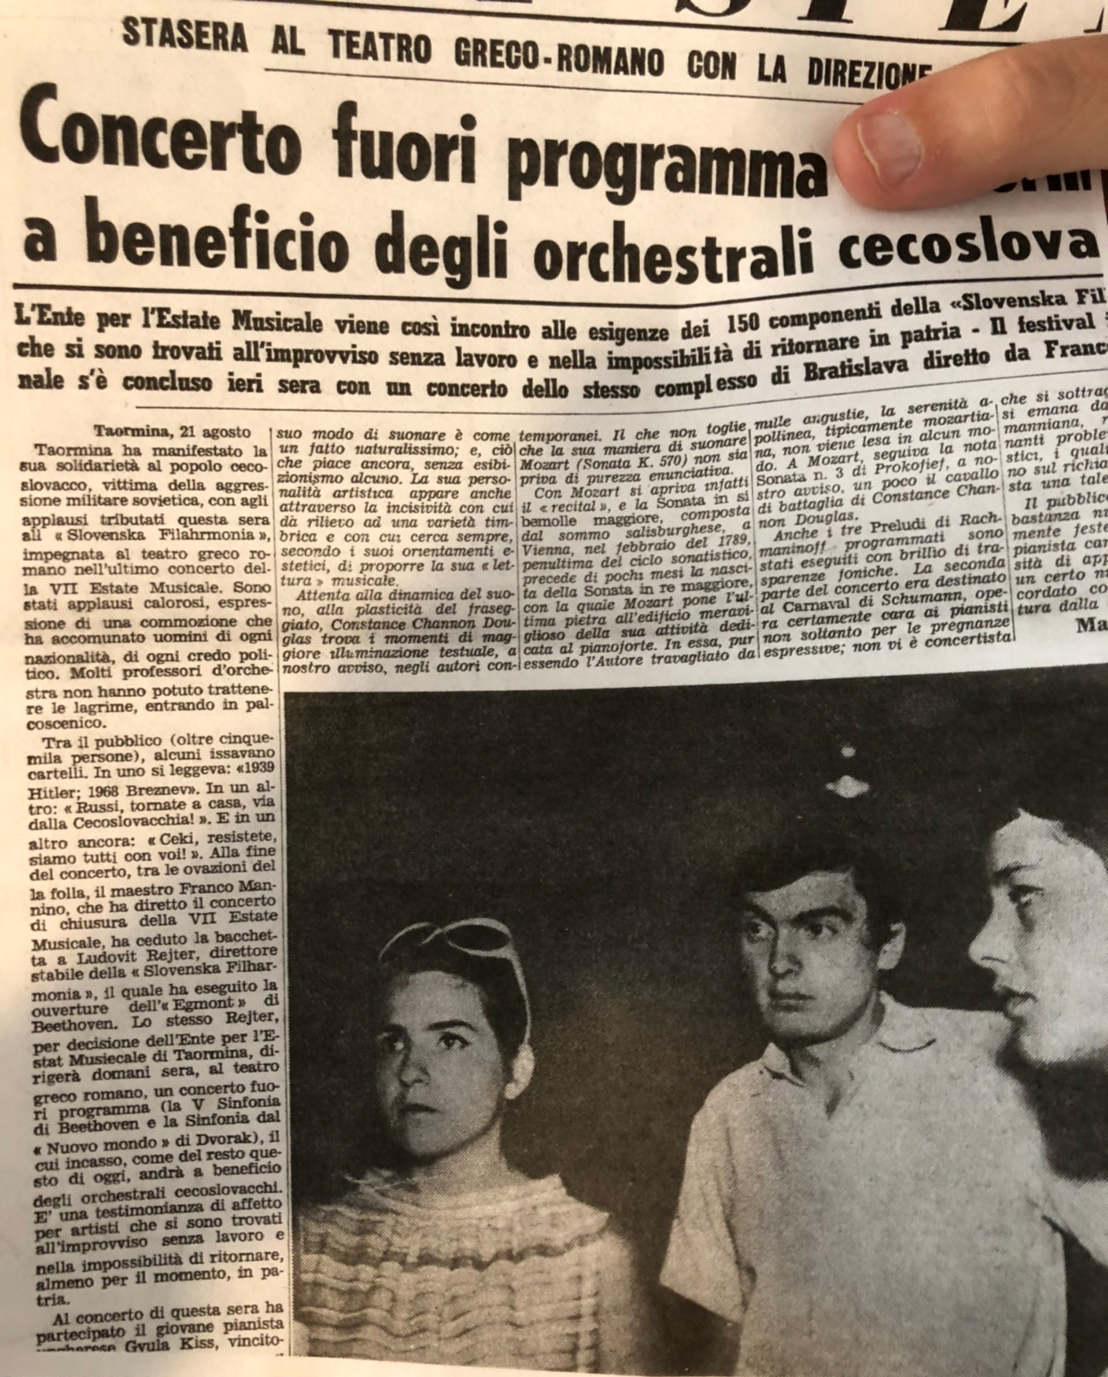 STASERA AL TEATRO GRECO-ROMANO CON LA DIREZIONE
Concerto fuori programma
a beneficio degli orchestrali cecoslova
L'Ente per l'Estate Musicale viene così incontro alle esigenze dei 150 componenti della «Slovenska Fil
che si sono trovati all'improvviso senza lavoro e nella impossibilità di ritornare in patria - Il festival
nale s'è concluso ieri sera con un concerto dello stesso complesso di Bratislava diretto da Franc
Taormina, 21 agosto
Taormina ha manifestato la
sua solidarietà al popolo ceco-
slovacco, vittima della aggres-
sione militare sovietica, con agli
applausi tributati questa sera
all' «Slovenska Filahrmonia»,
impegnata al teatro greco ro-
mano nell'ultimo concerto del-
la VII Estate Musicale. Sono
stati applausi calorosi, espres-
sione di una commozione che
ha accomunato uomini di ogni
nazionalità, di ogni credo poli-
tico. Molti professori d'orche-
stra non hanno potuto trattene-
re le lagrime, entrando in pal-
coscenico.
Tra il pubblico (oltre cinque-
mila persone), alcuni issavano
cartelli. In uno si leggeva: «1939
Hitler; 1968 Breznev». In un al-
tro: «Russi, tornate a casa, via
dalla Cecoslovacchia!». E in un
altro ancora: «Ceki, resistete,
siamo tutti con voi!». Alla fine
del concerto, tra le ovazioni del
la folla, il maestro Franco Man-
nino, che ha diretto il concerto
di chiusura della VII Estate
Musicale, ha ceduto la bacchet-
ta a Ludovit Rejter, direttore
stabile della «Slovenska Filhar-
monia», il quale ha eseguito la
ouverture dell'«Egmont» di
Beethoven. Lo stesso Rejter,
per decisione dell'Ente per l'E-
stat Musiecale di Taormina, di-
rigerà domani sera, al teatro
greco romano, un concerto fuo-
ri programma (la V Sinfonia
di Beethoven e la Sinfonia dal
«Nuovo mondo» di Dvorak), il
cui incasso, come del resto que-
sto di oggi, andrà a beneficio
degli orchestrali cecoslovacchi.
E' una testimonianza di affetto
per artisti che si sono trovati
all'improvviso senza lavoro e
nella impossibilità di ritornare,
almeno per il momento, in pa-
tria.
Al concerto di questa sera ha
partecipato il giovane pianista
Gyula Kiss, vincito-
suo modo di suonare è come
un fatto naturalissimo; e, ciò
che piace ancora, senza esibi-
zionismo alcuno. La sua perso-
nalità artistica appare anche
attraverso la incisività con cui
dà rilievo ad una varietà tim-
brica e con cui cerca sempre,
secondo i suoi orientamenti e-
stetici, di proporre la sua «let-
tura» musicale.
Attenta alla dinamica del suo-
no, alla plasticità del fraseg-
giato, Constance Channon Dou-
glas trova i momenti di mag-
giore illuminazione testuale, a
nostro avviso, negli autori con-
temporanei. Il che non toglie
che la sua maniera di suonare
Mozart (Sonata K. 570) non sia
priva di purezza enunciativa.
Con Mozart si apriva infatti
il «recital», e la Sonata in si
bemolle maggiore, composta
dal sommo salisburghese, a
Vienna, nel febbraio del 1789,
penultima del ciclo sonatistico,
precede di pochi mesi la nasci-
ta della Sonata in re maggiore,
con la quale Mozart pone l'ul-
tima pietra all'edificio meravi-
glioso della sua attività dedi-
cata al pianoforte. In essa, pur
essendo l'Autore travagliato da
mille angustie, la serenità a-
pollinea, tipicamente mozartia-
na, non viene lesa in alcun mo-
do. A Mozart, seguiva la nota
Sonata n. 3 di Prokofief, a no-
stro avviso, un poco il cavallo
di battaglia di Constance Chan-
non Douglas.
Anche i tre Preludi di Rach-
maninoff programmati sono
stati eseguiti con brillio di tra-
sparenze foniche. La seconda
parte del concerto era destinato
al Carnaval di Schumann, ope-
ra certamente cara ai pianisti
non soltanto per le pregnanze
espressive; non vi è concertista
che si sottrag
si emana da
manniana,
nanti proble
stici, i quali
no sul richia
sta una tale
Il pubblico
bastanza n
mente feste
pianista car
sità di app
un certo
cordato co
tura dalla
Ma